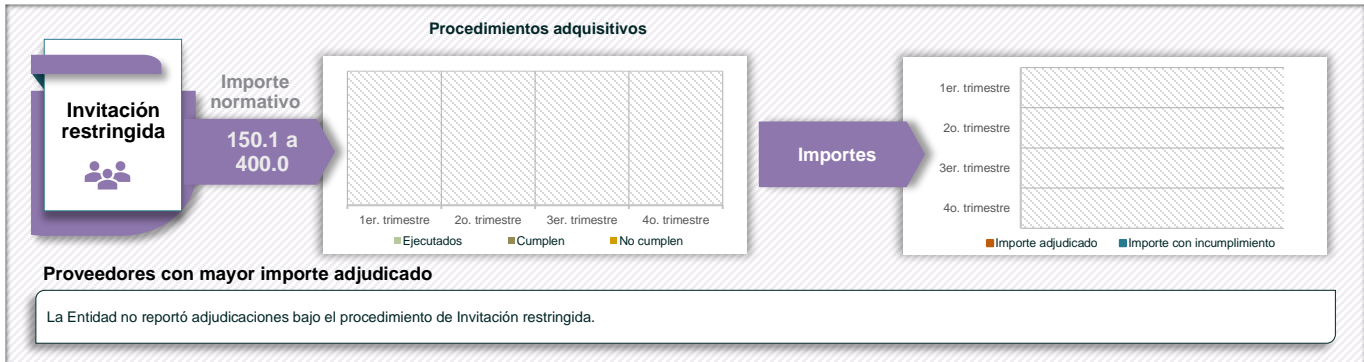 Procedimientos adquisitivos
Invitación
restringida
Importe
normativo
150.1 a
400.0
1er. trimestre
2o. trimestre
3er. trimestre
4o. trimestre
Ejecutados
Cumplen
No cumplen
Importes
1er. trimestre
2o. trimestre
3er. trimestre
4o. trimestre
Importe adjudicado
Importe con incumplimiento
Proveedores con mayor importe adjudicado
La Entidad no reportó adjudicaciones bajo el procedimiento de Invitación restringida.